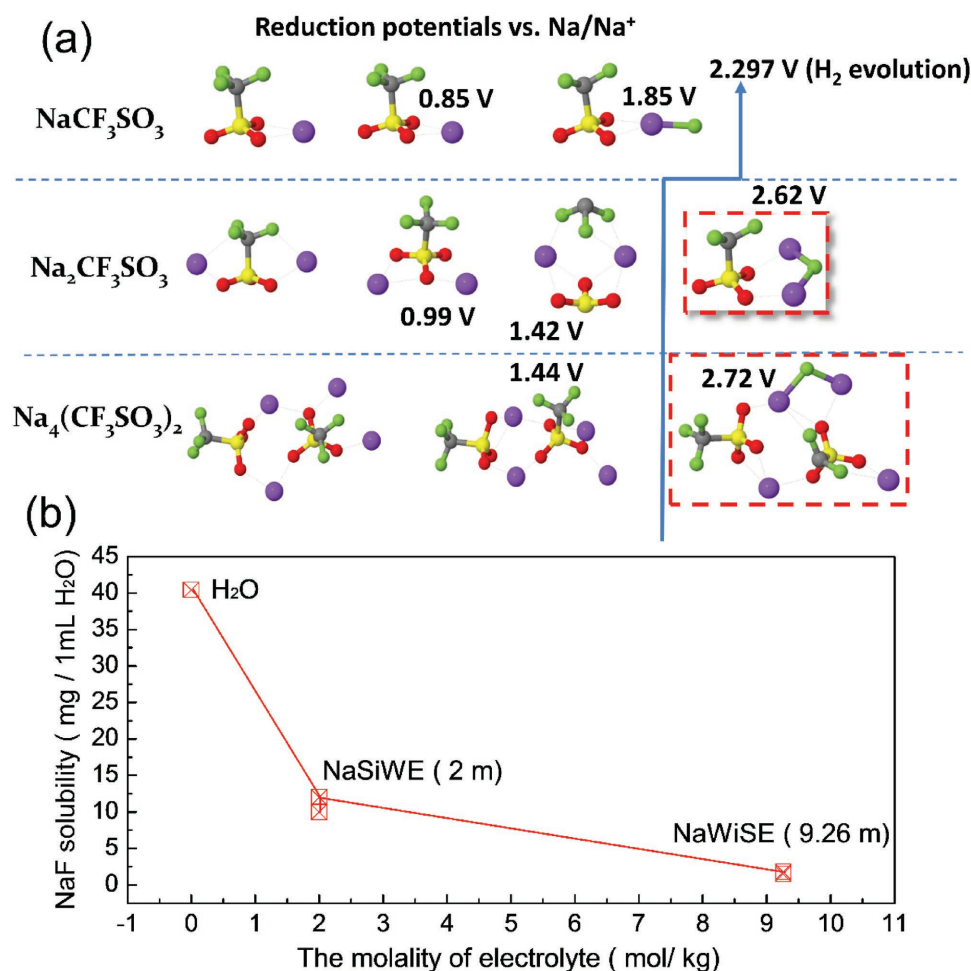 (a)
Reduction potentials vs. Na/Na⁺
2.297 V (H₂ evolution)
NaCF₃SO₃
0.85 V
1.85 V
2.62 V
Na₂CF₃SO₃
0.99 V
1.42 V
1.44 V
2.72 V
Na₄(CF₃SO₃)₂
(b)
NaF solubility ( mg / 1mL H₂O)
45
40
35
30
25
20
15
10
5
0
H₂O
NaSiWE ( 2 m)
NaWiSE ( 9.26 m)
-1 0 1 2 3 4 5 6 7 8 9 10 11
The molality of electrolyte ( mol/ kg)